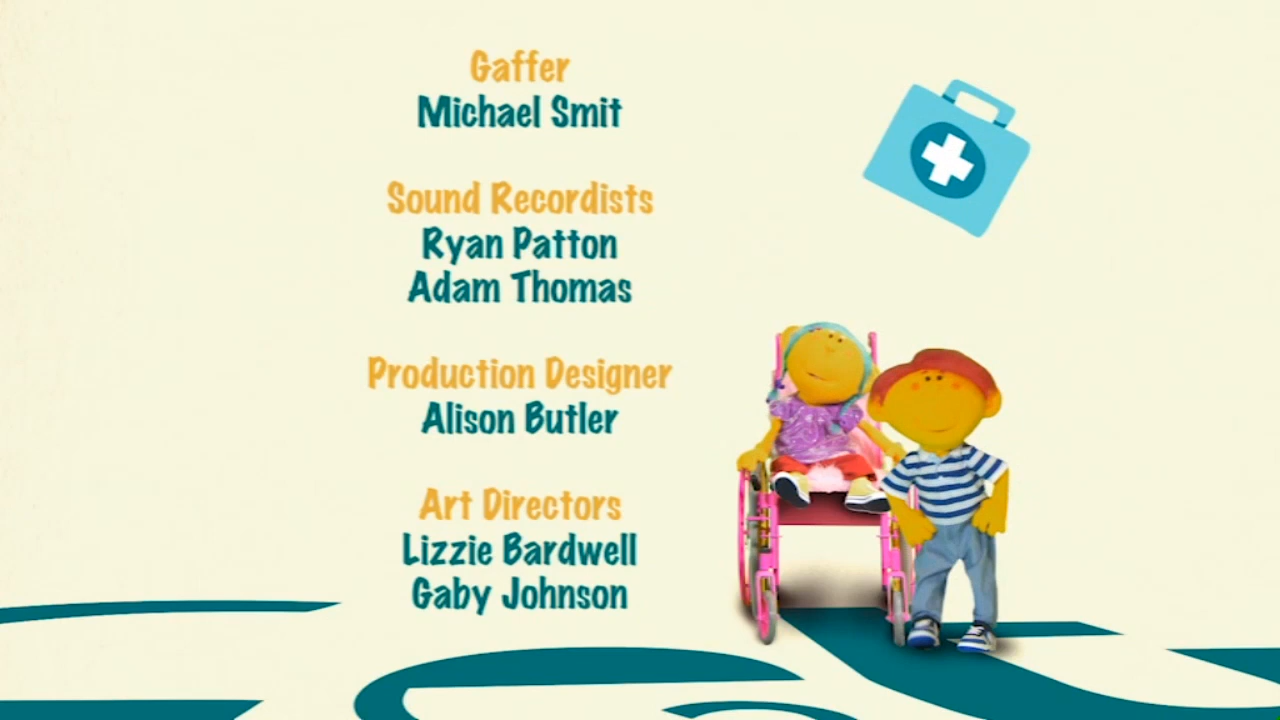 Gaffer
Michael Smit
Sound Recordists
Ryan Patton
Adam Thomas
Production Designer
Alison Butler
Art Directors
Lizzie Bardwell
Gaby Johnson